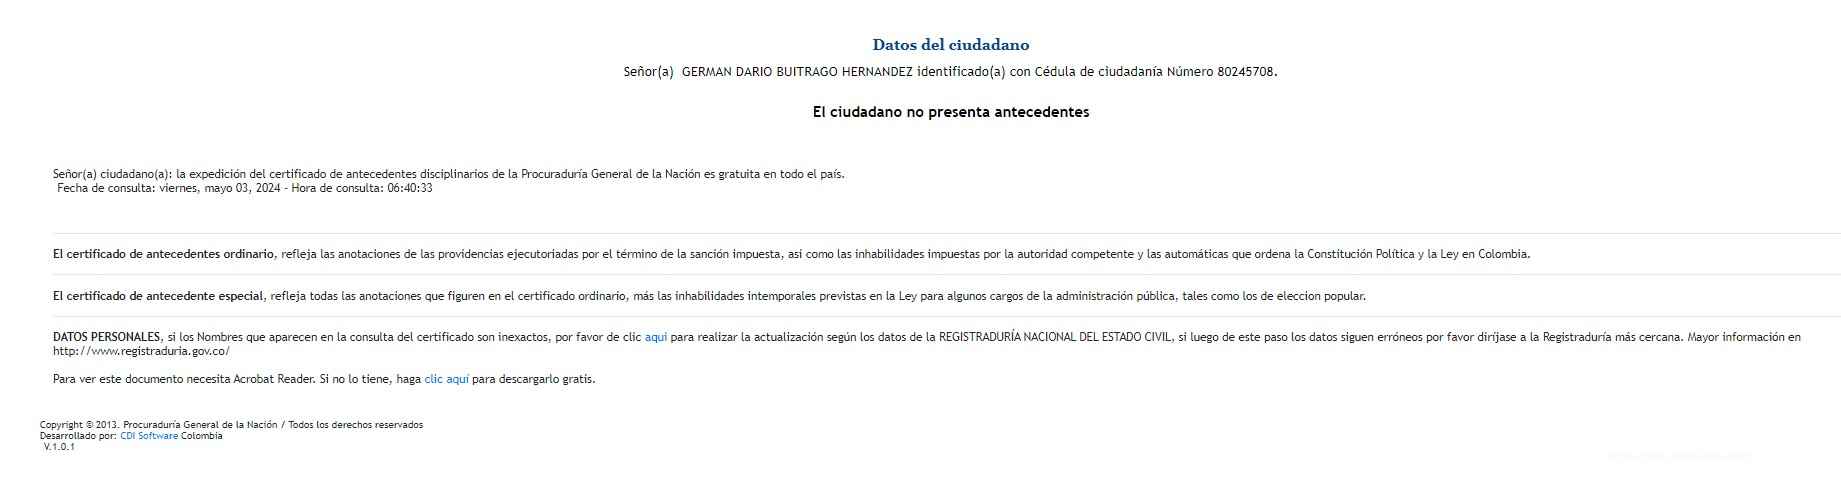 Datos del ciudadano
Señor(a) GERMAN DARIO BUITRAGO HERNANDEZ identificado(a) con Cédula de ciudadanía Número 80245708.
El ciudadano no presenta antecedentes
Señor(a) ciudadano(a): la expedición del certificado de antecedentes disciplinarios de la Procuraduría General de la Nación es gratuita en todo el país.
Fecha de consulta: viernes, mayo 03, 2024 - Hora de consulta: 06:40:33
El certificado de antecedentes ordinario, refleja las anotaciones de las providencias ejecutoriadas por el término de la sanción impuesta, así como las inhabilidades impuestas por la autoridad competente y las automáticas que ordena la Constitución Política y la Ley en Colombia.
El certificado de antecedente especial, refleja todas las anotaciones que figuren en el certificado ordinario, más las inhabilidades intemporales previstas en la Ley para algunos cargos de la administración pública, tales como los de eleccion popular.
DATOS PERSONALES, si los Nombres que aparecen en la consulta del certificado son inexactos, por favor de clic aquí para realizar la actualización según los datos de la REGISTRADURÍA NACIONAL DEL ESTADO CIVIL, si luego de este paso los datos siguen erróneos por favor diríjase a la Registraduría más cercana. Mayor información en
http://www.registraduria.gov.co/
Para ver este documento necesita Acrobat Reader. Si no lo tiene, haga clic aquí para descargarlo gratis.
Copyright © 2013. Procuraduría General de la Nación / Todos los derechos reservados
Desarrollado por: CDI Software Colombia
V.1.0.1